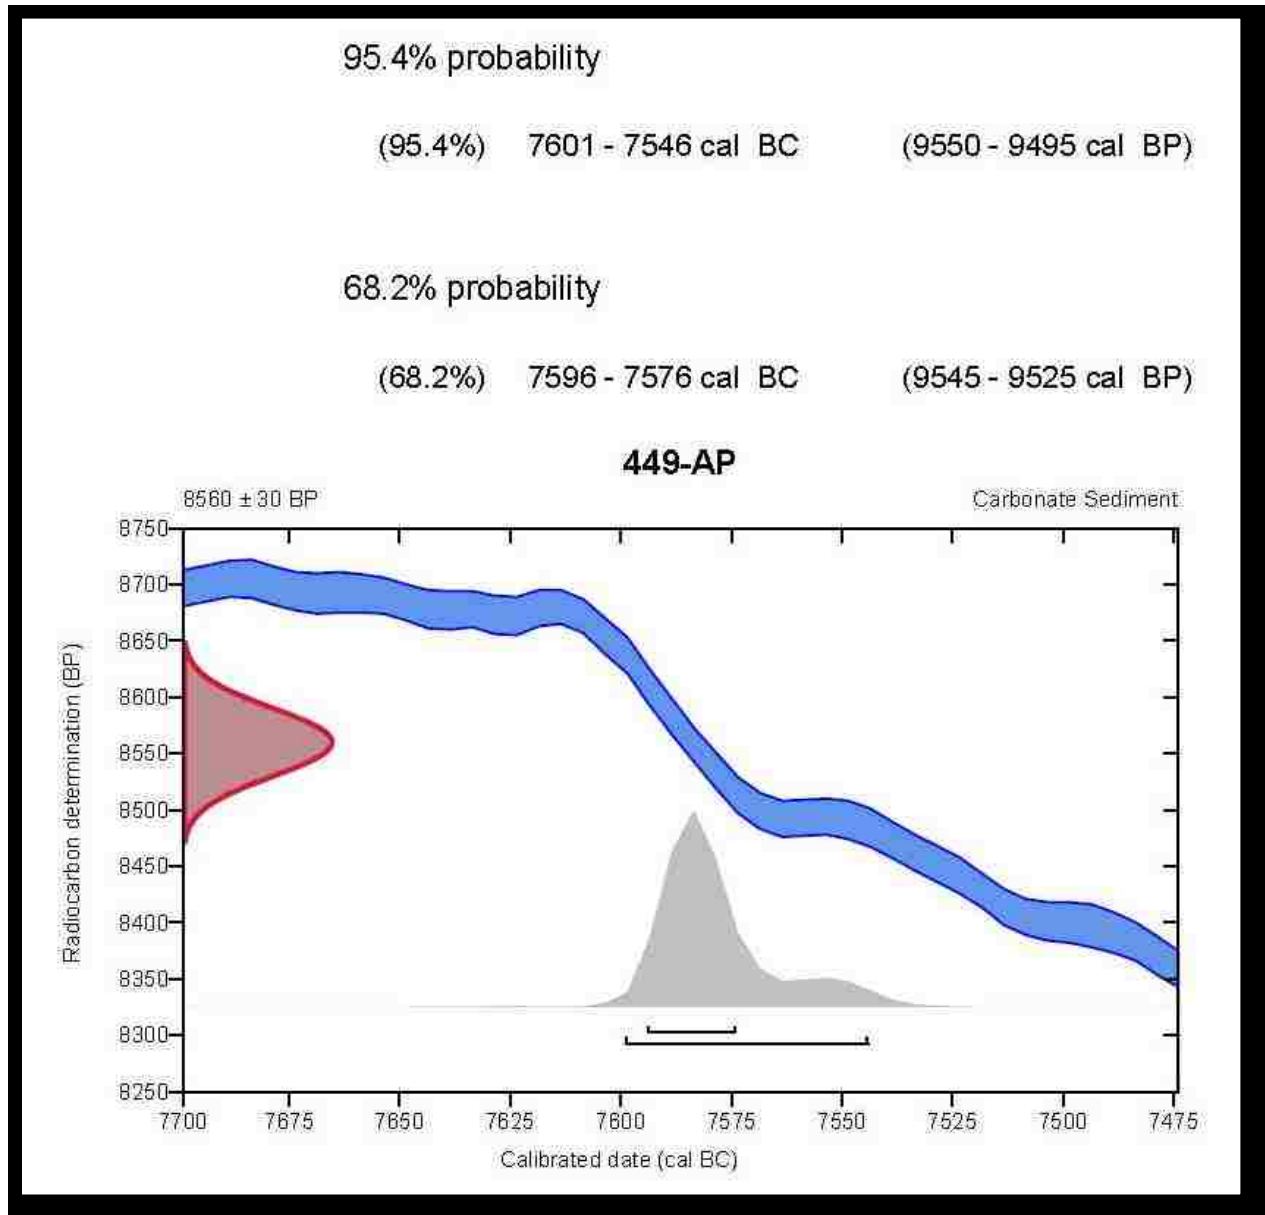 95.4% probability
(95.4%) 7601 - 7546 cal BC (9550 - 9495 cal BP)
68.2% probability
(68.2%) 7596 - 7576 cal BC (9545 - 9525 cal BP)
449-AP
8560 ± 30 BP Carbonate Sediment
8750
8700
8650
8600
8550
8500
8450
8400
8350
8300
8250
Radiocarbon determination (BP)
7700 7675 7650 7625 7600 7575 7550 7525 7500 7475
Calibrated date (cal BC)